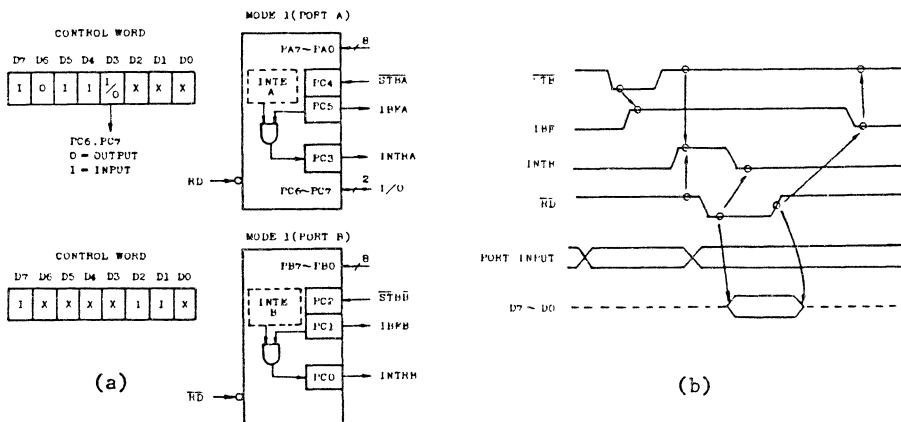 MODE 1(PORT A)
CONTROL WORD
D7 D6 D5 D4 D3 D2 D1 D0
1 0 1 1 1/0 X X X
PC6.PC7
0 = OUTPUT
1 = INPUT
RD
PA7~PA0
8
INTE
A
PC4
STBA
PC5
IBFA
PC3
INTRA
PC6~PC7
2
I/O
MODE 1(PORT B)
CONTROL WORD
D7 D6 D5 D4 D3 D2 D1 D0
1 X X X X 1 1 X
(a)
RD
PB7~PB0
8
INTE
B
PC2
STBB
PC1
IBFB
PC0
INTRB
STB
IBF
INTR
RD
PORT INPUT
D7 ~ D0
(b)